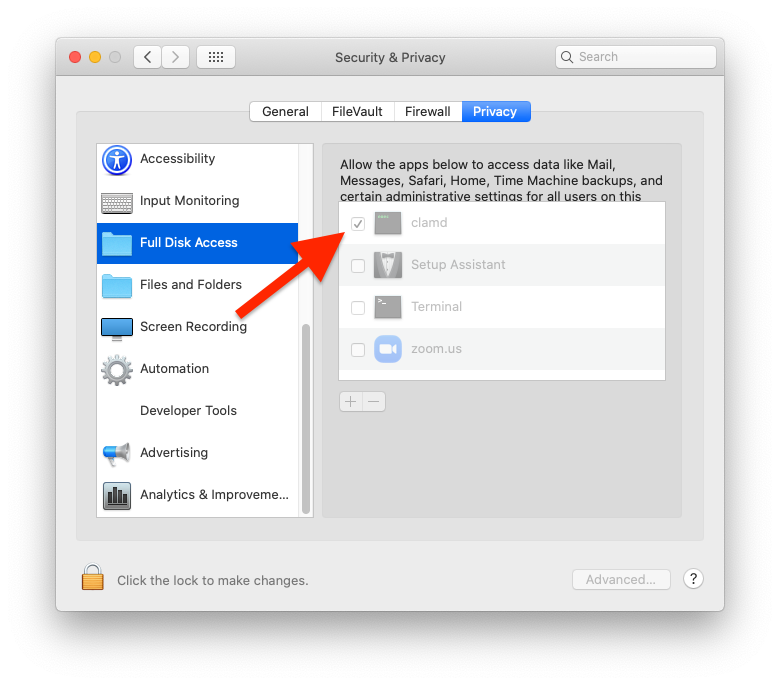 Security & Privacy
Search
General
FileVault
Firewall
Privacy
Accessibility
Input Monitoring
Full Disk Access
Files and Folders
Screen Recording
Automation
Developer Tools
Advertising
Analytics & Improveme...
Allow the apps below to access data like Mail,
Messages, Safari, Home, Time Machine backups, and
certain administrative settings for all users on this
clamd
Setup Assistant
Terminal
zoom.us
Click the lock to make changes.
Advanced...
?